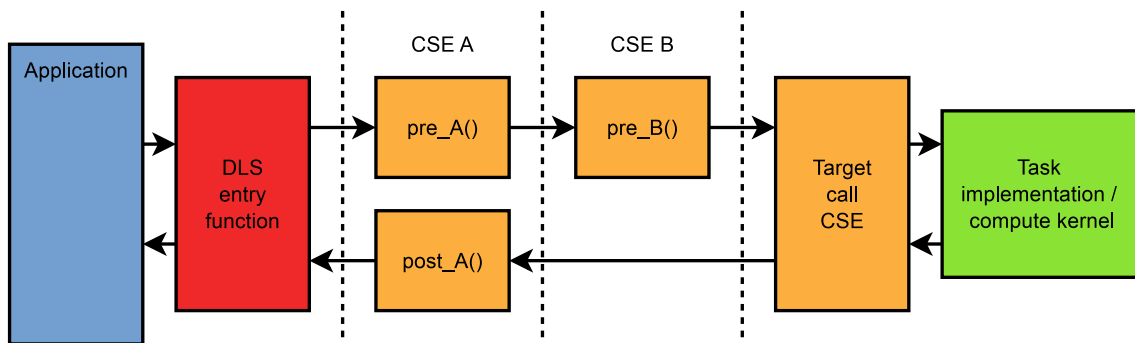 CSE A
CSE B
Application
pre_A()
pre_B()
DLS
entry
function
Target
call
CSE
Task
implementation /
compute kernel
post_A()